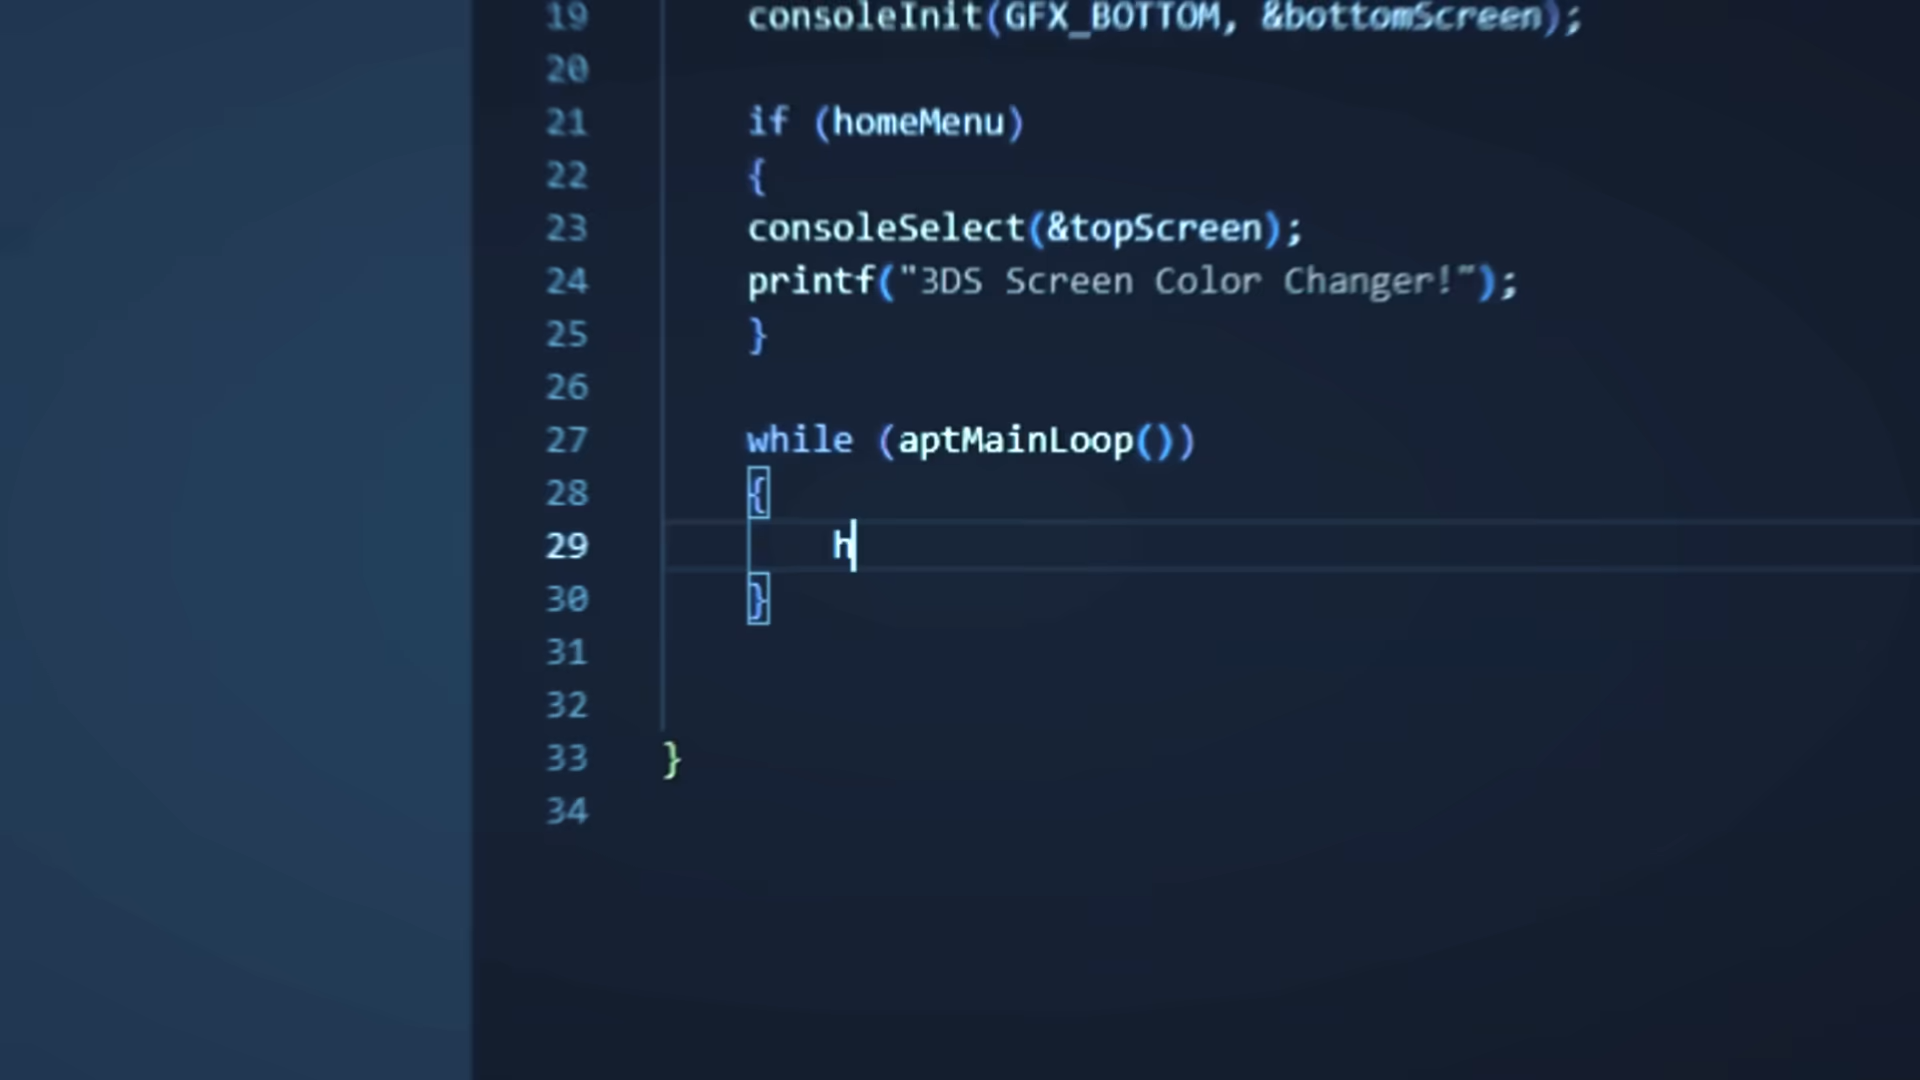 19 consoleInit(GFX_BOTTOM, &bottomScreen);
20
21 if (homeMenu)
22 {
23 consoleSelect(&topScreen);
24 printf("3DS Screen Color Changer!");
25 }
26
27 while (aptMainLoop())
28 {
29 h
30 }
31
32
33 }
34